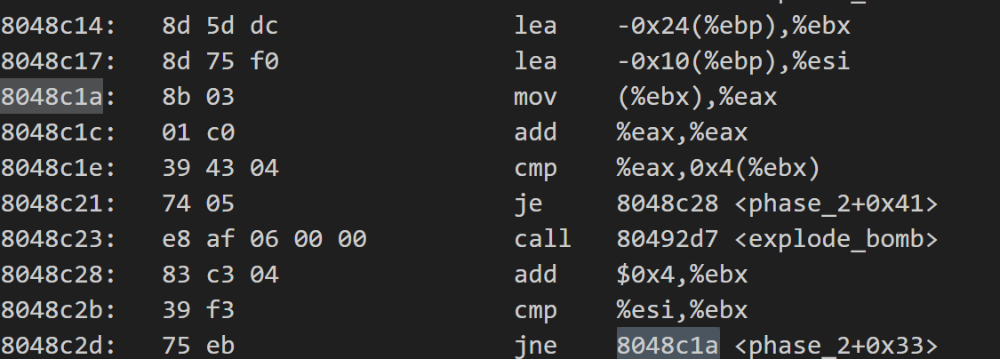 8048c14: 8d 5d dc lea -0x24(%ebp),%ebx
8048c17: 8d 75 f0 lea -0x10(%ebp),%esi
8048c1a: 8b 03 mov (%ebx),%eax
8048c1c: 01 c0 add %eax,%eax
8048c1e: 39 43 04 cmp %eax,0x4(%ebx)
8048c21: 74 05 je 8048c28 <phase_2+0x41>
8048c23: e8 af 06 00 00 call 80492d7 <explode_bomb>
8048c28: 83 c3 04 add $0x4,%ebx
8048c2b: 39 f3 cmp %esi,%ebx
8048c2d: 75 eb jne 8048c1a <phase_2+0x33>